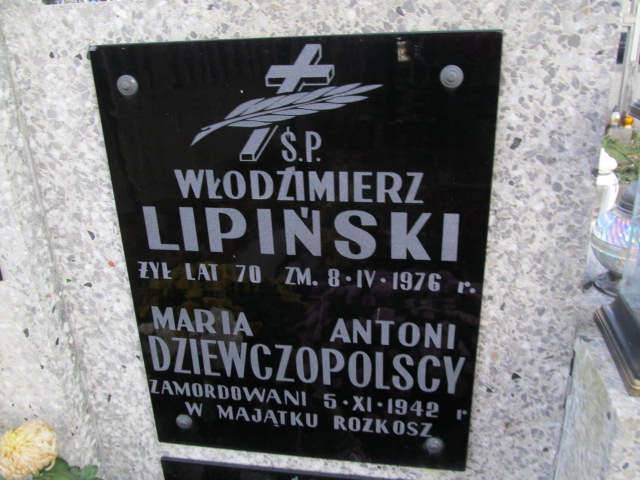 Ś.P.
WŁODZIMIERZ
LIPIŃSKI
ŻYŁ LAT 70 ZM. 8·IV·1976 r.
MARIA ANTONI
DZIEWCZOPOLSCY
ZAMORDOWANI 5·XI·1942 r
W MAJĄTKU ROZKOSZ